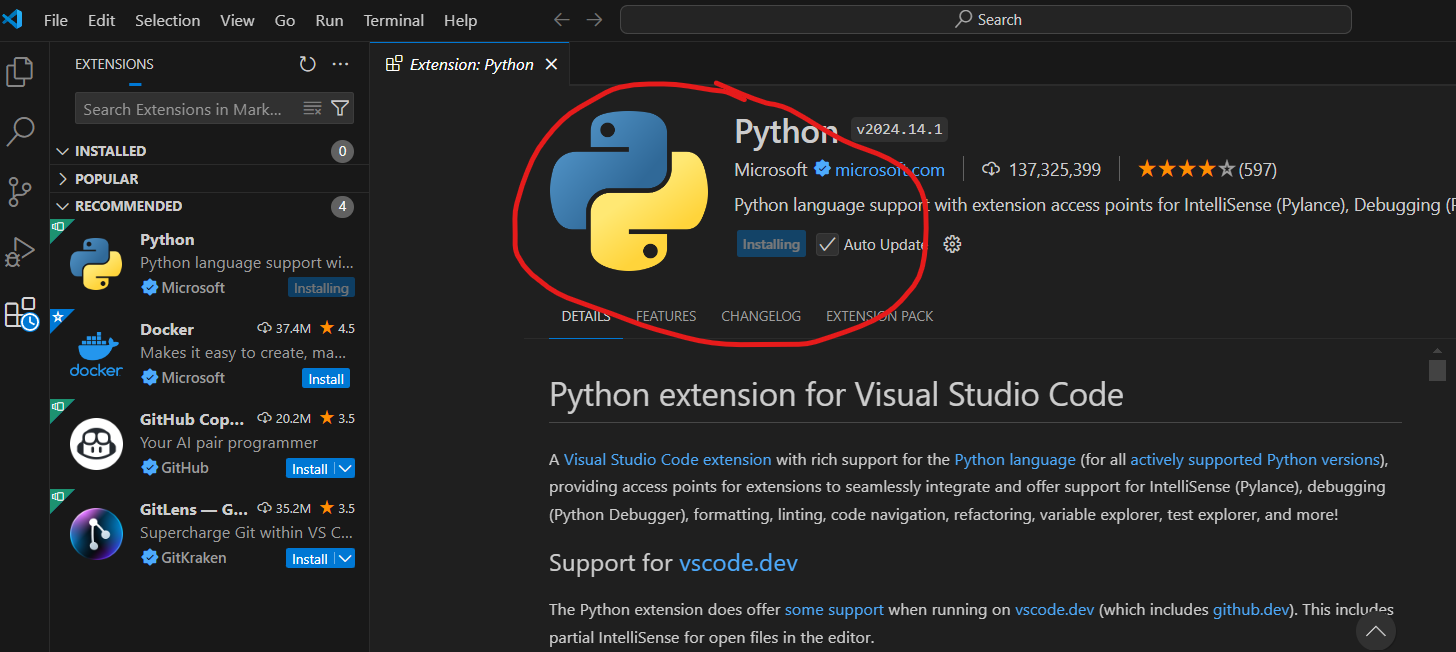 File Edit Selection View Go Run Terminal Help
Search
EXTENSIONS
Search Extensions in Mark...
INSTALLED 0
POPULAR
RECOMMENDED 4
Python
Python language support wi...
Microsoft Installing
Docker 37.4M 4.5
Makes it easy to create, ma...
docker
Microsoft Install
GitHub Cop... 20.2M 3.5
Your AI pair programmer
GitHub Install
GitLens — G... 35.2M 3.5
Supercharge Git within VS C...
GitKraken Install
Extension: Python
Python v2024.14.1
Microsoft microsoft.com 137,325,399 (597)
Python language support with extension access points for IntelliSense (Pylance), Debugging (
Installing Auto Update
DETAILS FEATURES CHANGELOG EXTENSION PACK
Python extension for Visual Studio Code
A Visual Studio Code extension with rich support for the Python language (for all actively supported Python versions),
providing access points for extensions to seamlessly integrate and offer support for IntelliSense (Pylance), debugging
(Python Debugger), formatting, linting, code navigation, refactoring, variable explorer, test explorer, and more!
Support for vscode.dev
The Python extension does offer some support when running on vscode.dev (which includes github.dev). This includes
partial IntelliSense for open files in the editor.